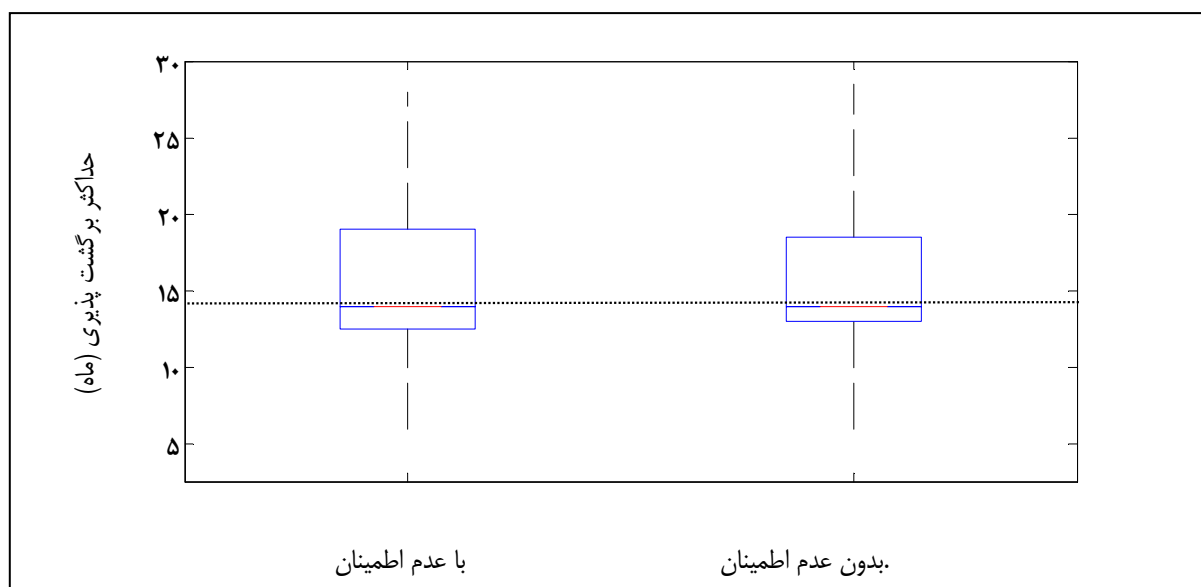 ۳۰
۲۵
۲۰
۱۵
۱۰
۵
حداکثر برگشت پذیری (ماه)
با عدم اطمینان
بدون عدم اطمینان.